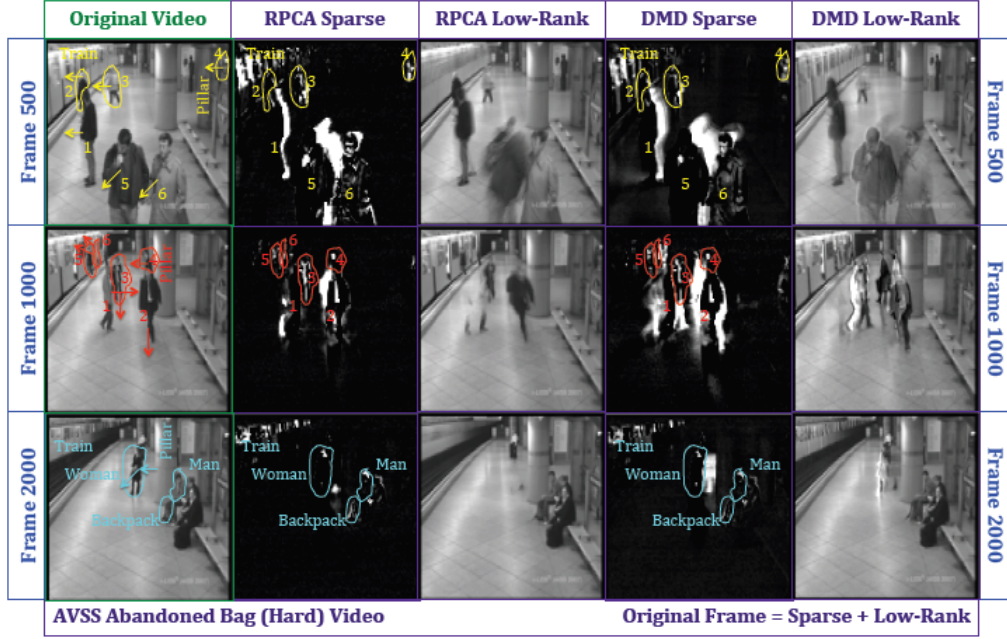 Original Video
RPCA Sparse
RPCA Low-Rank
DMD Sparse
DMD Low-Rank
Frame 500
Train
4
2
3
Pillar
1
5
6
Train
4
2
3
1
5
6
Train
4
2
3
1
5
6
Frame 500
Frame 1000
6
5
4
3
Pillar
1
2
6
5
4
3
1
2
6
5
4
3
1
2
Frame 1000
Frame 2000
Train
Pillar
Woman
Man
Backpack
Train
Woman
Man
Backpack
Train
Woman
Man
Backpack
Frame 2000
AVSS Abandoned Bag (Hard) Video
Original Frame = Sparse + Low-Rank